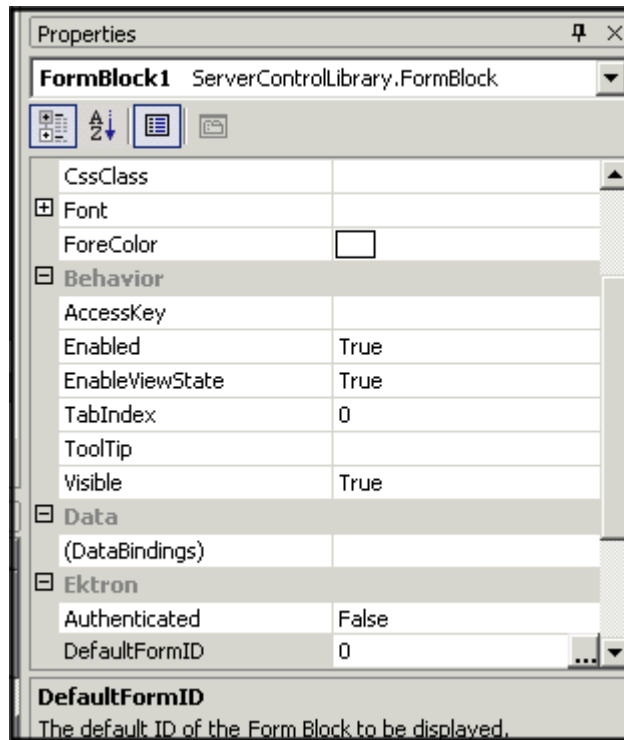 Properties
FormBlock1 ServerControlLibrary.FormBlock
CssClass
Font
ForeColor
Behavior
AccessKey
Enabled True
EnableViewState True
TabIndex 0
ToolTip
Visible True
Data
(DataBindings)
Ektron
Authenticated False
DefaultFormID 0 ...
DefaultFormID
The default ID of the Form Block to be displayed.